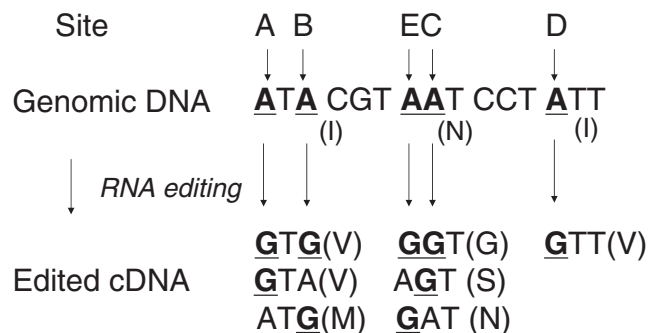 Site A B EC D
Genomic DNA ATA CGT AAT CCT ATT
(I) (N) (I)
RNA editing
GTG(V) GGT(G) GTT(V)
Edited cDNA GTA(V) AGT (S)
ATG(M) GAT (N)